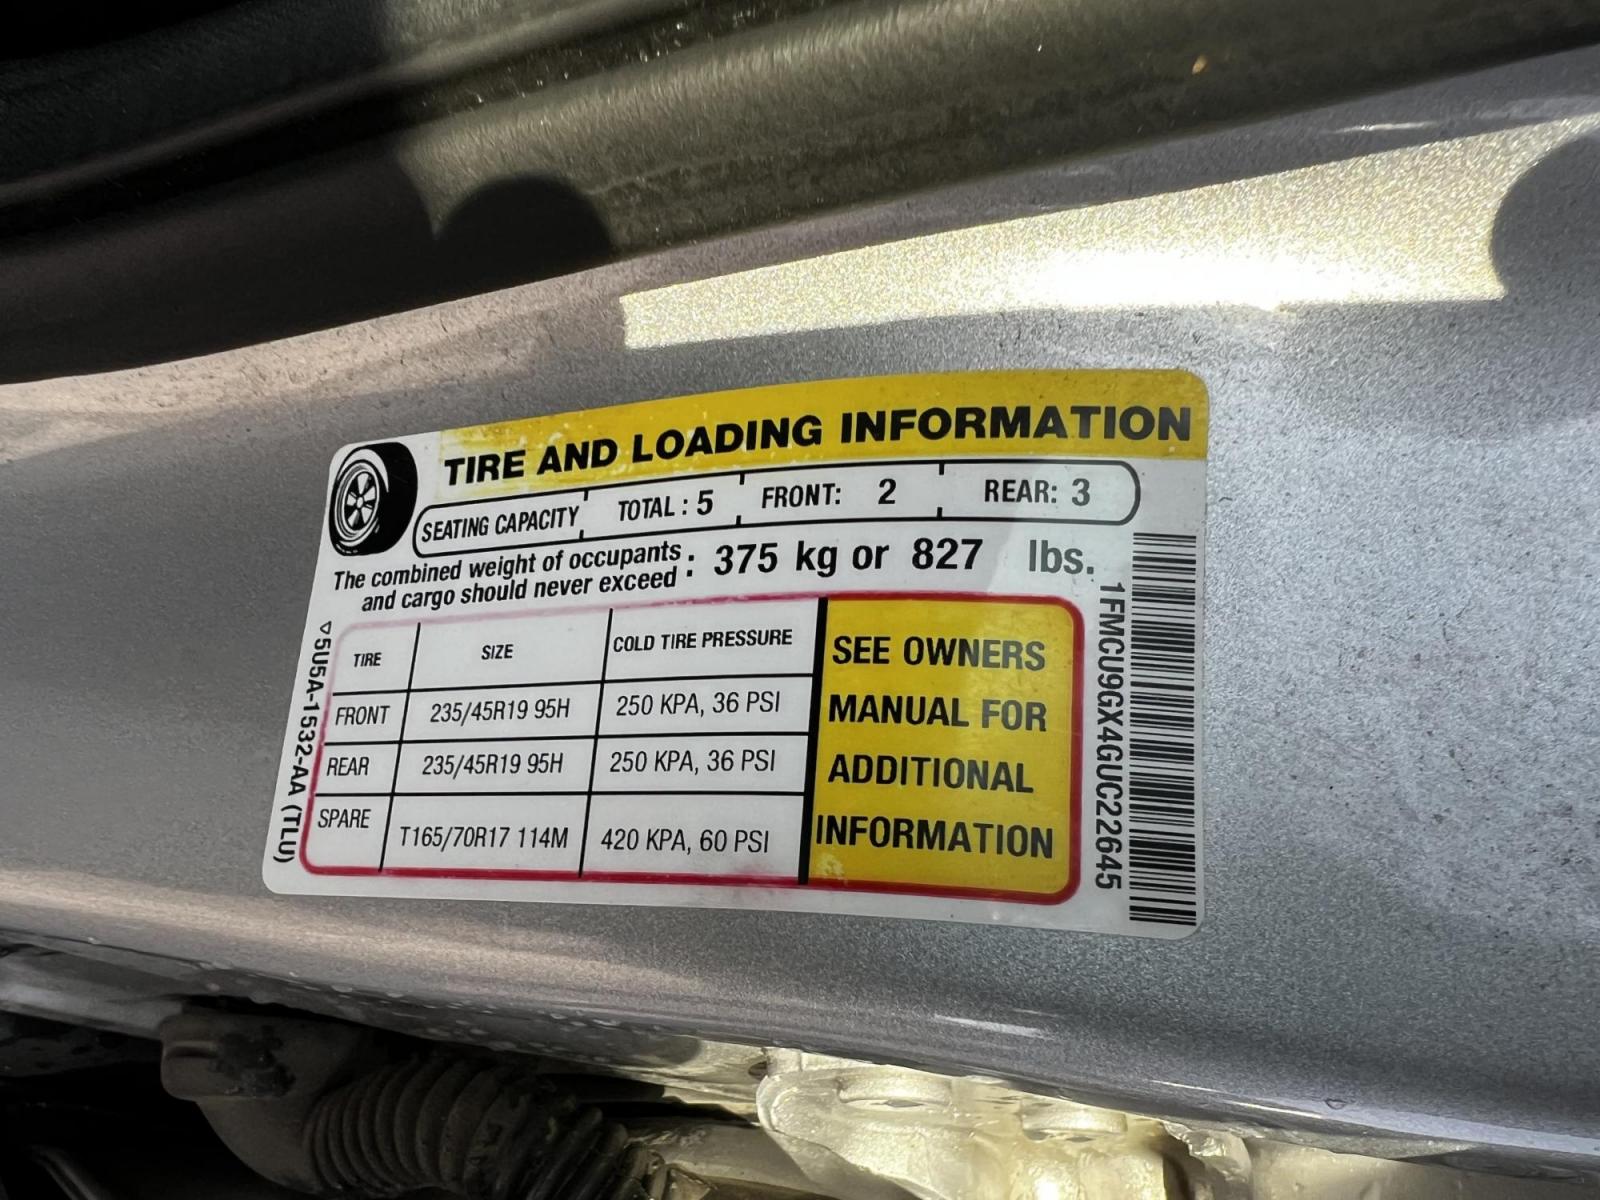 TIRE AND LOADING INFORMATION
SEATING CAPACITY TOTAL : 5 FRONT: 2 REAR: 3
The combined weight of occupants
and cargo should never exceed : 375 kg or 827 lbs.
TIRE SIZE COLD TIRE PRESSURE
FRONT 235/45R19 95H 250 KPA, 36 PSI
REAR 235/45R19 95H 250 KPA, 36 PSI
SPARE T165/70R17 114M 420 KPA, 60 PSI
SEE OWNERS
MANUAL FOR
ADDITIONAL
INFORMATION
▽5U5A-1532-AA (TLU)
1FMCU9GX4GUC22645